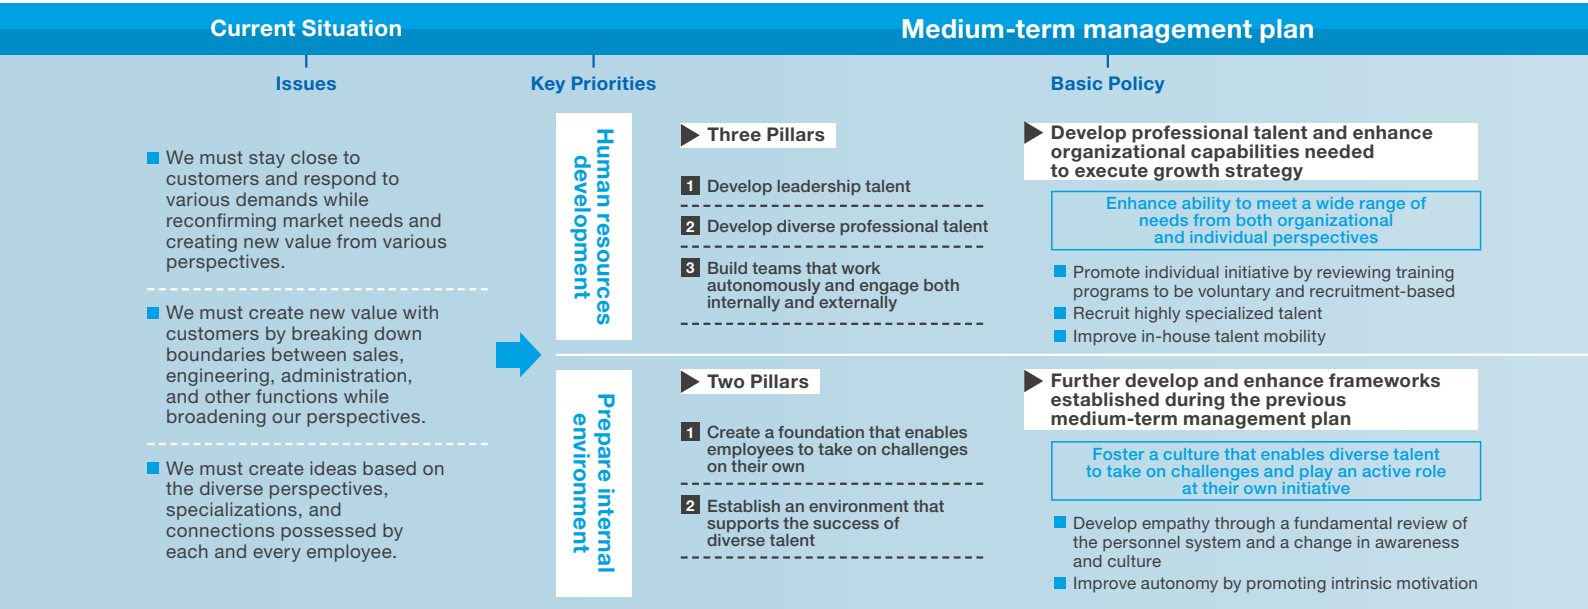 Current Situation
Medium-term management plan
Issues
Key Priorities
Basic Policy
We must stay close to
customers and respond to
various demands while
reconfirming market needs and
creating new value from various
perspectives.
We must create new value with
customers by breaking down
boundaries between sales,
engineering, administration,
and other functions while
broadening our perspectives.
We must create ideas based on
the diverse perspectives,
specializations, and
connections possessed by
each and every employee.
Human resources
development
Three Pillars
1 Develop leadership talent
2 Develop diverse professional talent
3 Build teams that work
autonomously and engage both
internally and externally
Develop professional talent and enhance
organizational capabilities needed
to execute growth strategy
Enhance ability to meet a wide range of
needs from both organizational
and individual perspectives
Promote individual initiative by reviewing training
programs to be voluntary and recruitment-based
Recruit highly specialized talent
Improve in-house talent mobility
Prepare internal
environment
Two Pillars
1 Create a foundation that enables
employees to take on challenges
on their own
2 Establish an environment that
supports the success of
diverse talent
Further develop and enhance frameworks
established during the previous
medium-term management plan
Foster a culture that enables diverse talent
to take on challenges and play an active role
at their own initiative
Develop empathy through a fundamental review of
the personnel system and a change in awareness
and culture
Improve autonomy by promoting intrinsic motivation